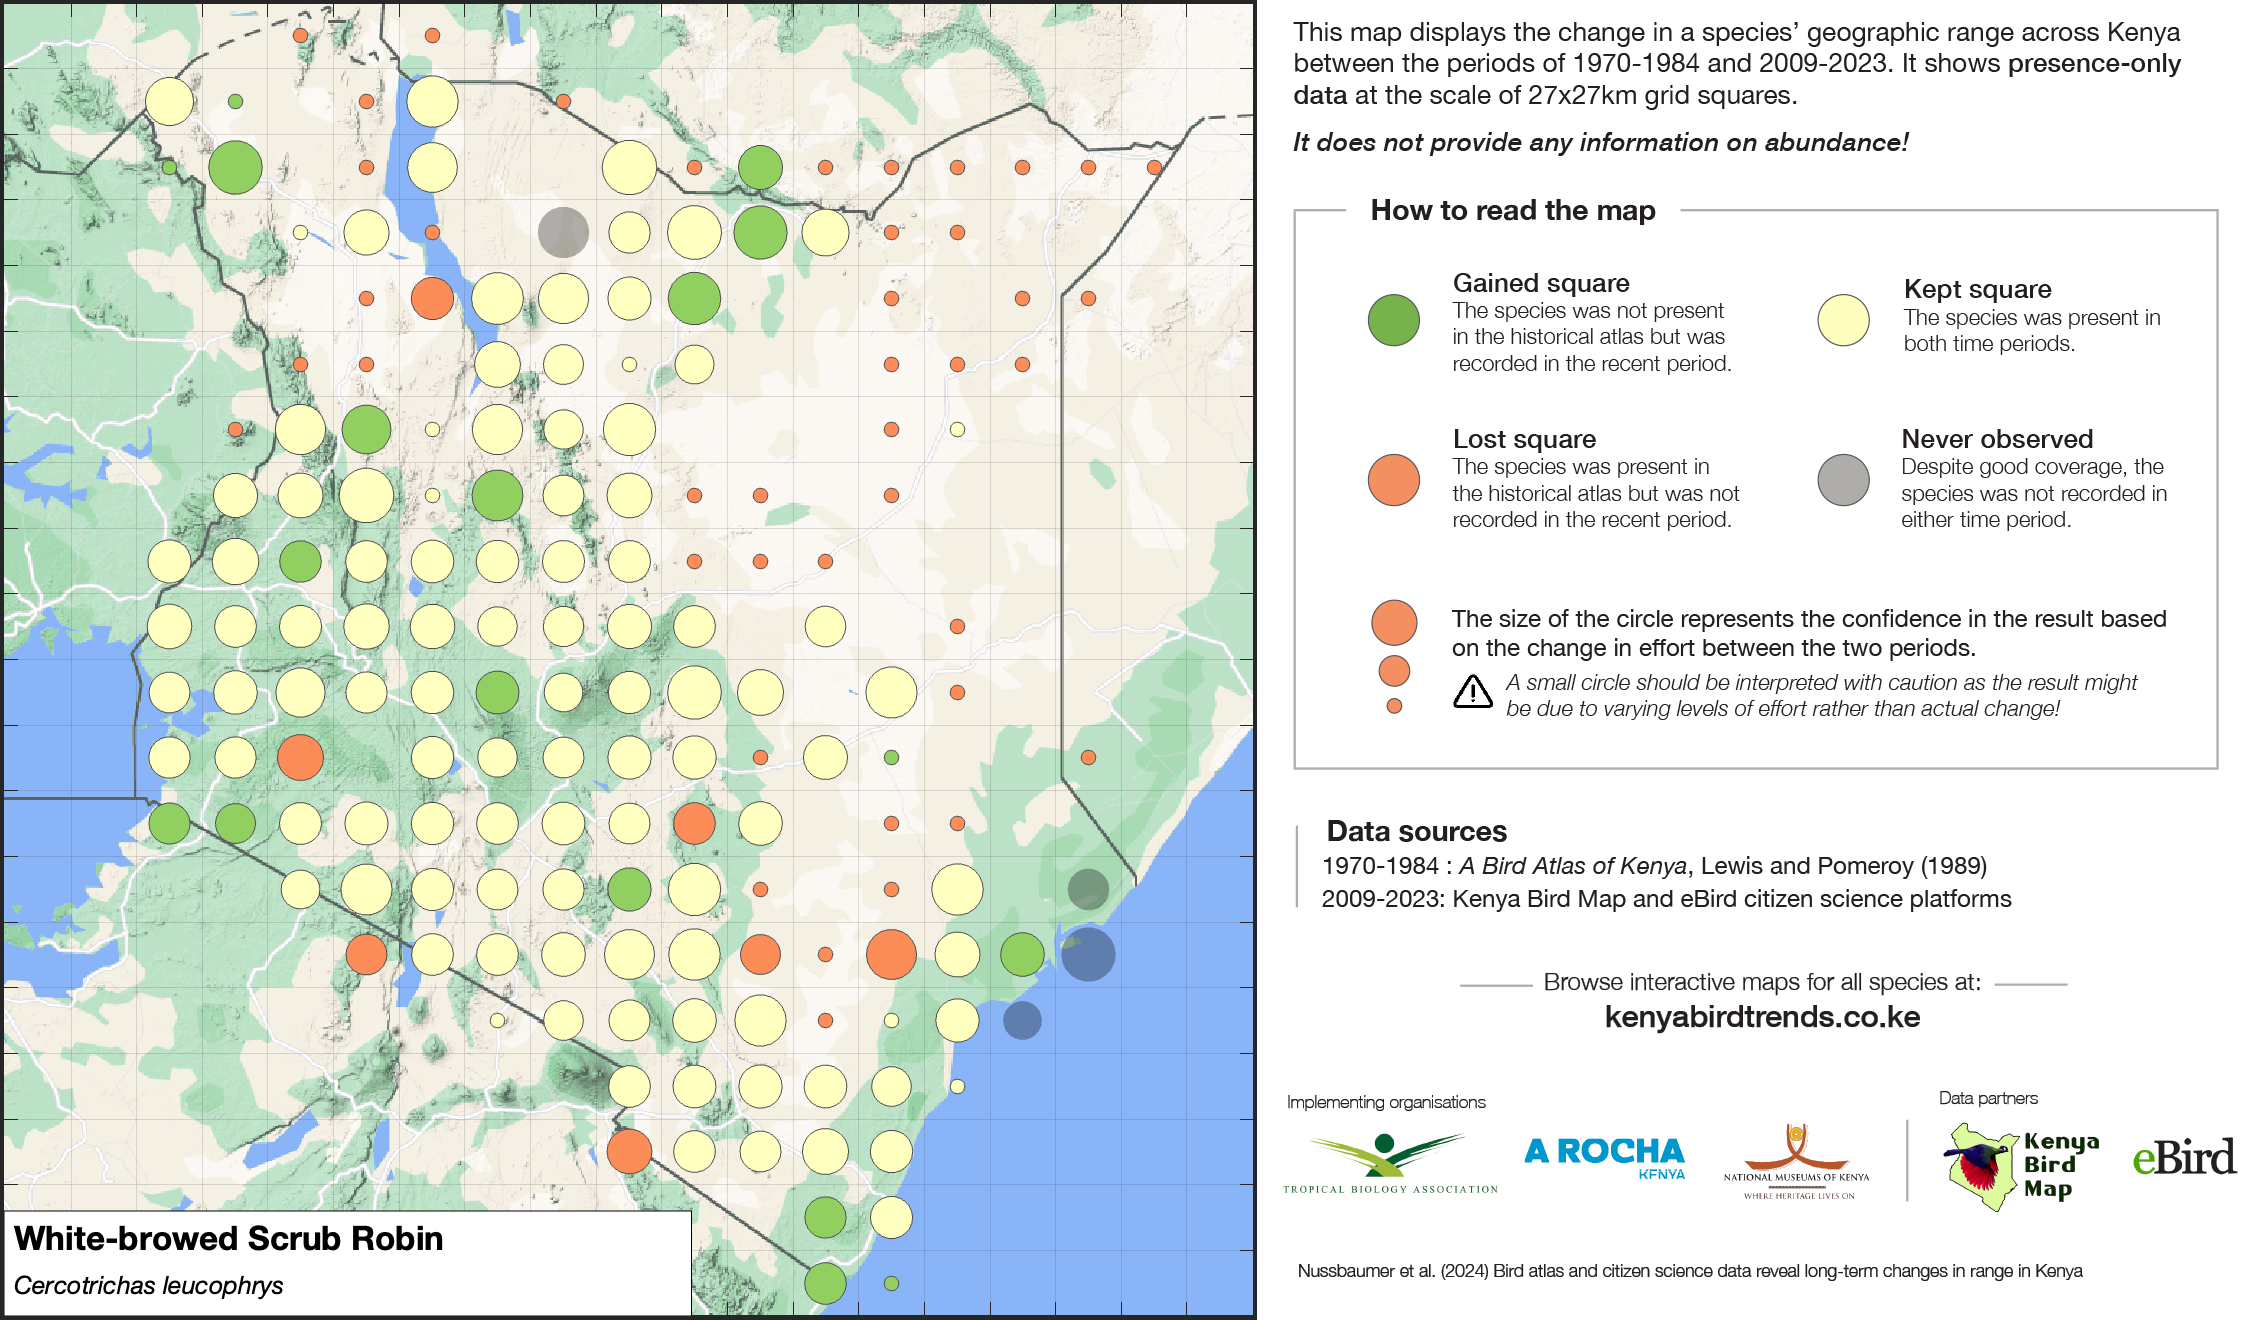 This map displays the change in a species’ geographic range across Kenya
between the periods of 1970-1984 and 2009-2023. It shows presence-only
data at the scale of 27x27km grid squares.
It does not provide any information on abundance!
How to read the map
Gained square
The species was not present
in the historical atlas but was
recorded in the recent period.
Kept square
The species was present in
both time periods.
Lost square
The species was present in
the historical atlas but was not
recorded in the recent period.
Never observed
Despite good coverage, the
species was not recorded in
either time period.
The size of the circle represents the confidence in the result based
on the change in effort between the two periods.
A small circle should be interpreted with caution as the result might
be due to varying levels of effort rather than actual change!
Data sources
1970-1984 : A Bird Atlas of Kenya, Lewis and Pomeroy (1989)
2009-2023: Kenya Bird Map and eBird citizen science platforms
Browse interactive maps for all species at:
kenyabirdtrends.co.ke
Implementing organisations
Data partners
TROPICAL BIOLOGY ASSOCIATION
A ROCHA
KENYA
NATIONAL MUSEUMS OF KENYA
WHERE HERITAGE LIVES ON
Kenya
Bird
Map
eBird
White-browed Scrub Robin
Cercotrichas leucophrys
Nussbaumer et al. (2024) Bird atlas and citizen science data reveal long-term changes in range in Kenya